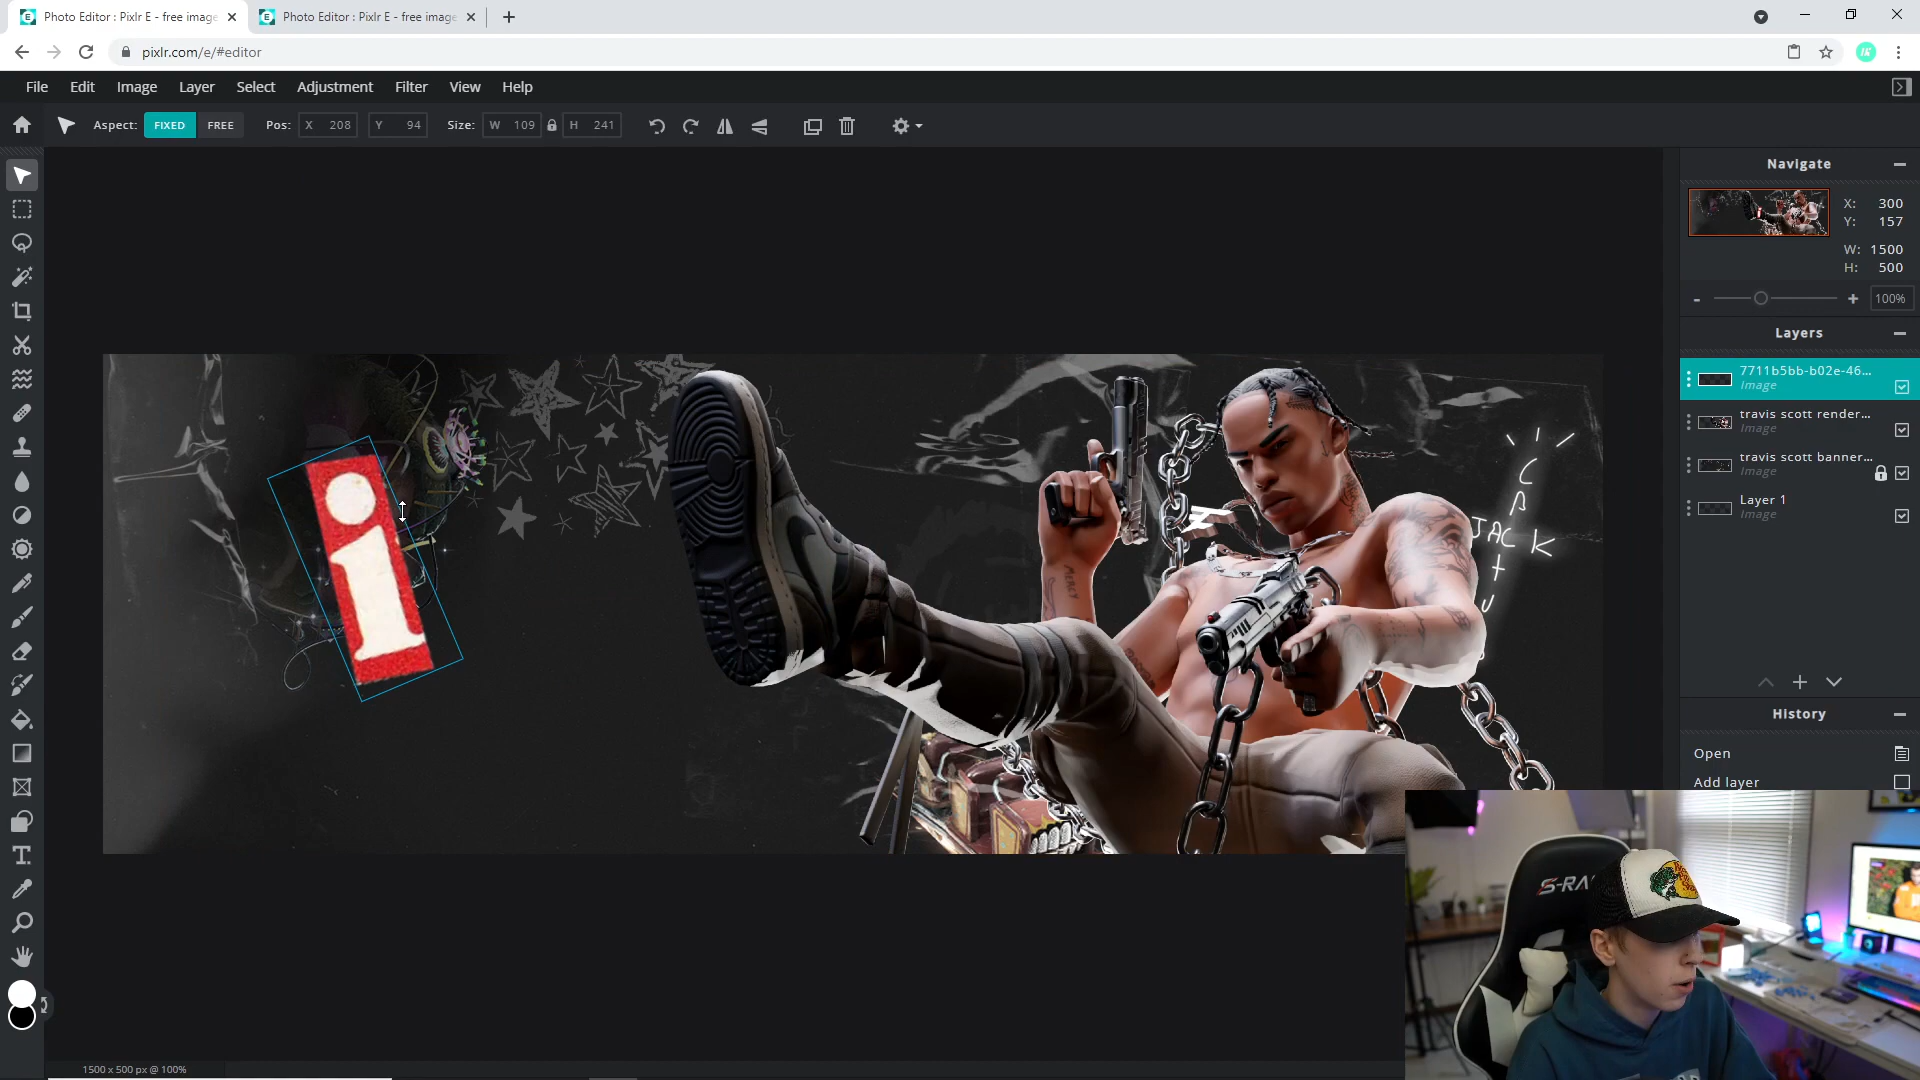 Photo Editor : Pixlr E - free image
Photo Editor : Pixlr E - free image
pixlr.com/e/#editor
File Edit Image Layer Select Adjustment Filter View Help
Aspect: FIXED FREE Pos: X 208 Y 94 Size: W 109 H 241
Navigate
X: 300
Y: 157
W: 1500
H: 500
- + 100%
Layers
7711b5bb-b02e-46...
Image
travis scott render...
Image
travis scott banner...
Image
Layer 1
Image
History
Open
Add layer
i
MERCY
C
A
JACK
T
U
S-RA
1500 x 500 px @ 100%